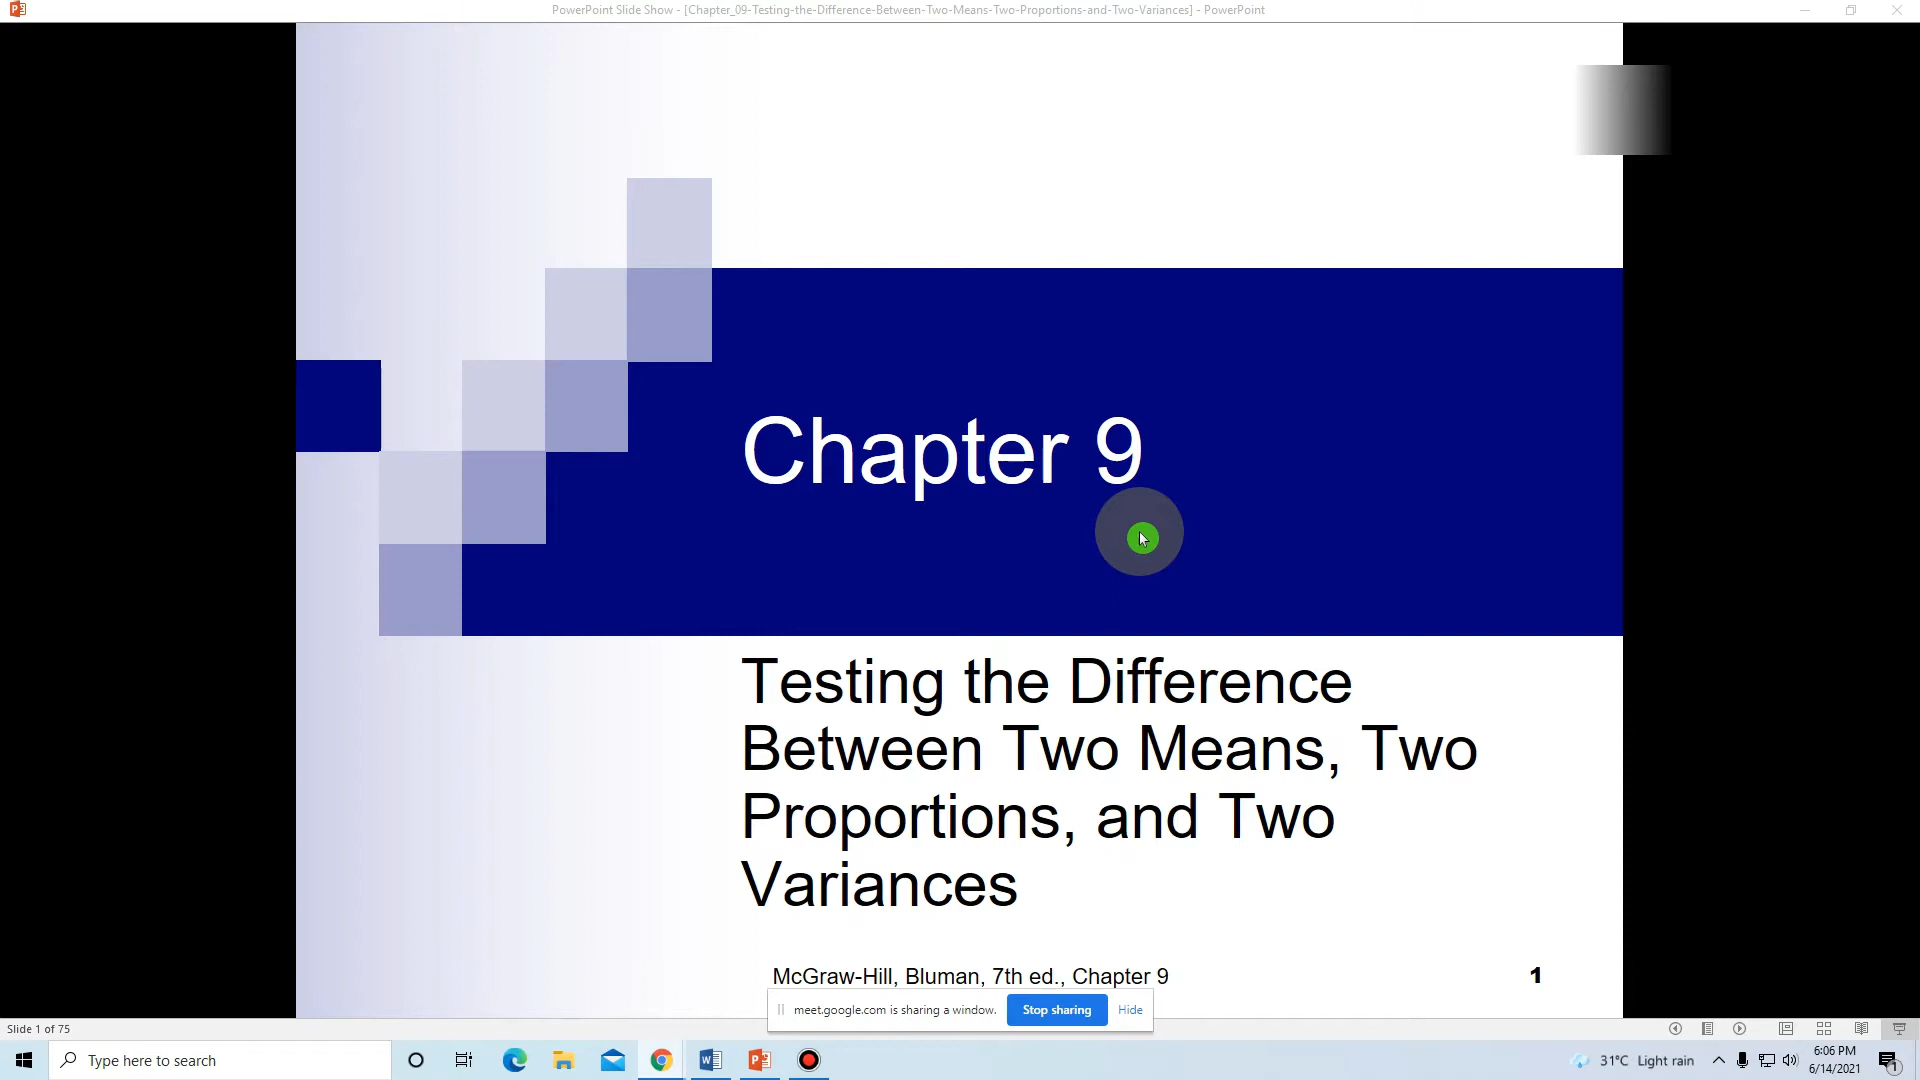 PowerPoint Slide Show - [Chapter_09-Testing-the-Difference-Between-Two-Means-Two-Proportions-and-Two-Variances] - PowerPoint
Chapter 9
Testing the Difference
Between Two Means, Two
Proportions, and Two
Variances
McGraw-Hill, Bluman, 7th ed., Chapter 9
1
meet.google.com is sharing a window.
Stop sharing
Hide
Slide 1 of 75
Type here to search
31°C Light rain
6:06 PM
6/14/2021
1